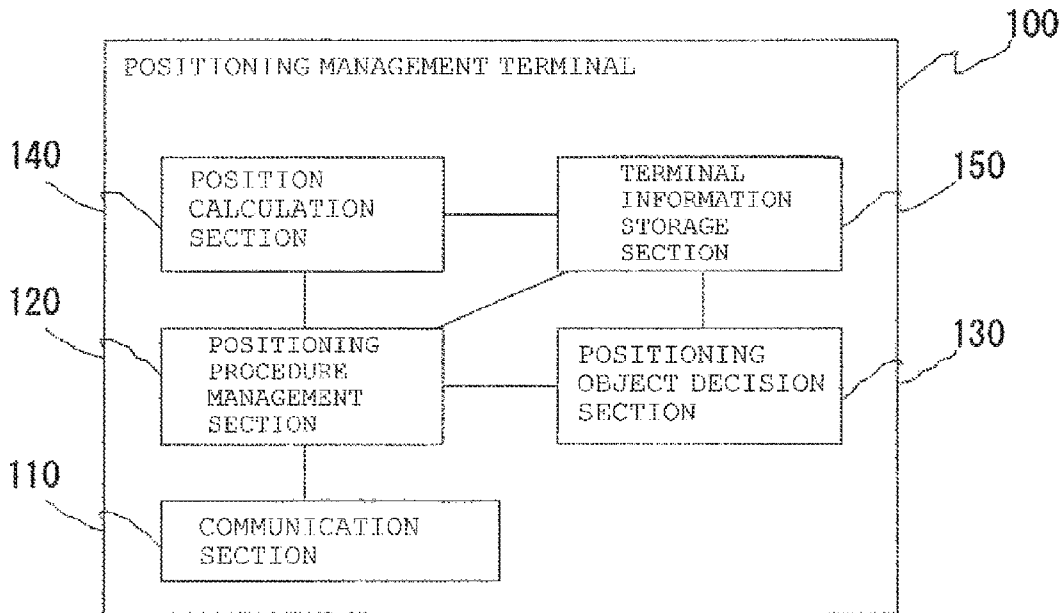 100
POSITIONING MANAGEMENT TERMINAL
140
POSITION
CALCULATION
SECTION
TERMINAL
INFORMATION
STORAGE
SECTION
150
120
POSITIONING
PROCEDURE
MANAGEMENT
SECTION
POSITIONING
OBJECT DECISION
SECTION
130
110
COMMUNICATION
SECTION